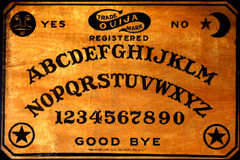 YES
TRADE
OUIJA
MARK
NO
REGISTERED
ABCDEFGHIJKLM
NOPQRSTUVWXYZ
1234567890
GOOD BYE